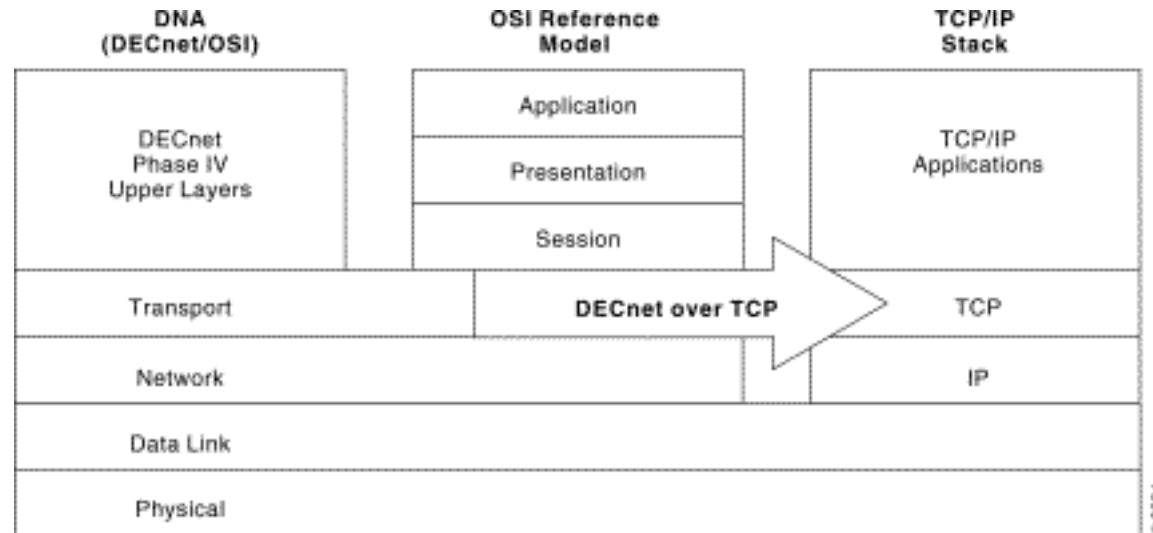 DNA
(DECnet/OSI)
OSI Reference
Model
TCP/IP
Stack
DECnet
Phase IV
Upper Layers
Application
Presentation
Session
TCP/IP
Applications
Transport
DECnet over TCP
TCP
Network
IP
Data Link
Physical